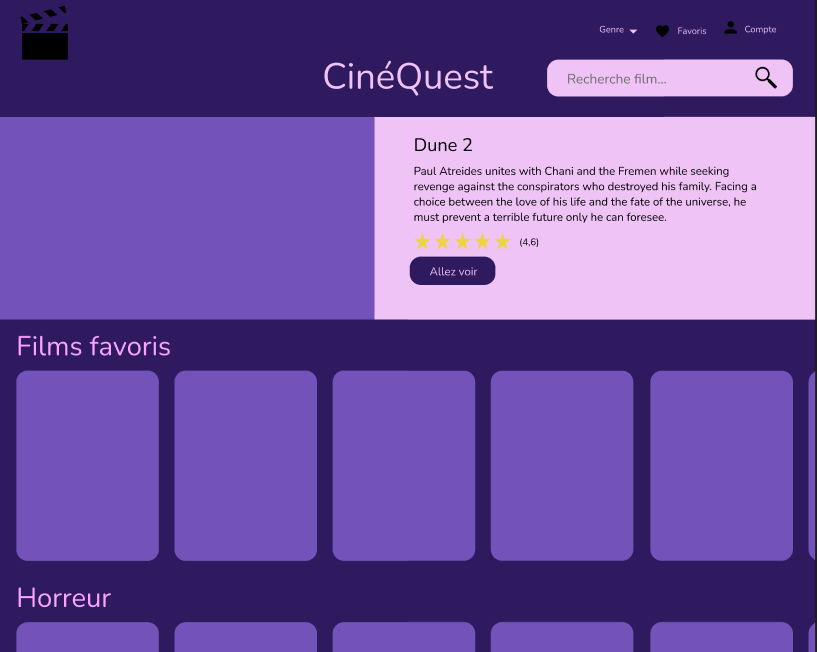 Genre
Favoris
Compte
CinéQuest
Recherche film...
Dune 2
Paul Atreides unites with Chani and the Fremen while seeking
revenge against the conspirators who destroyed his family. Facing a
choice between the love of his life and the fate of the universe, he
must prevent a terrible future only he can foresee.
(4,6)
Allez voir
Films favoris
Horreur